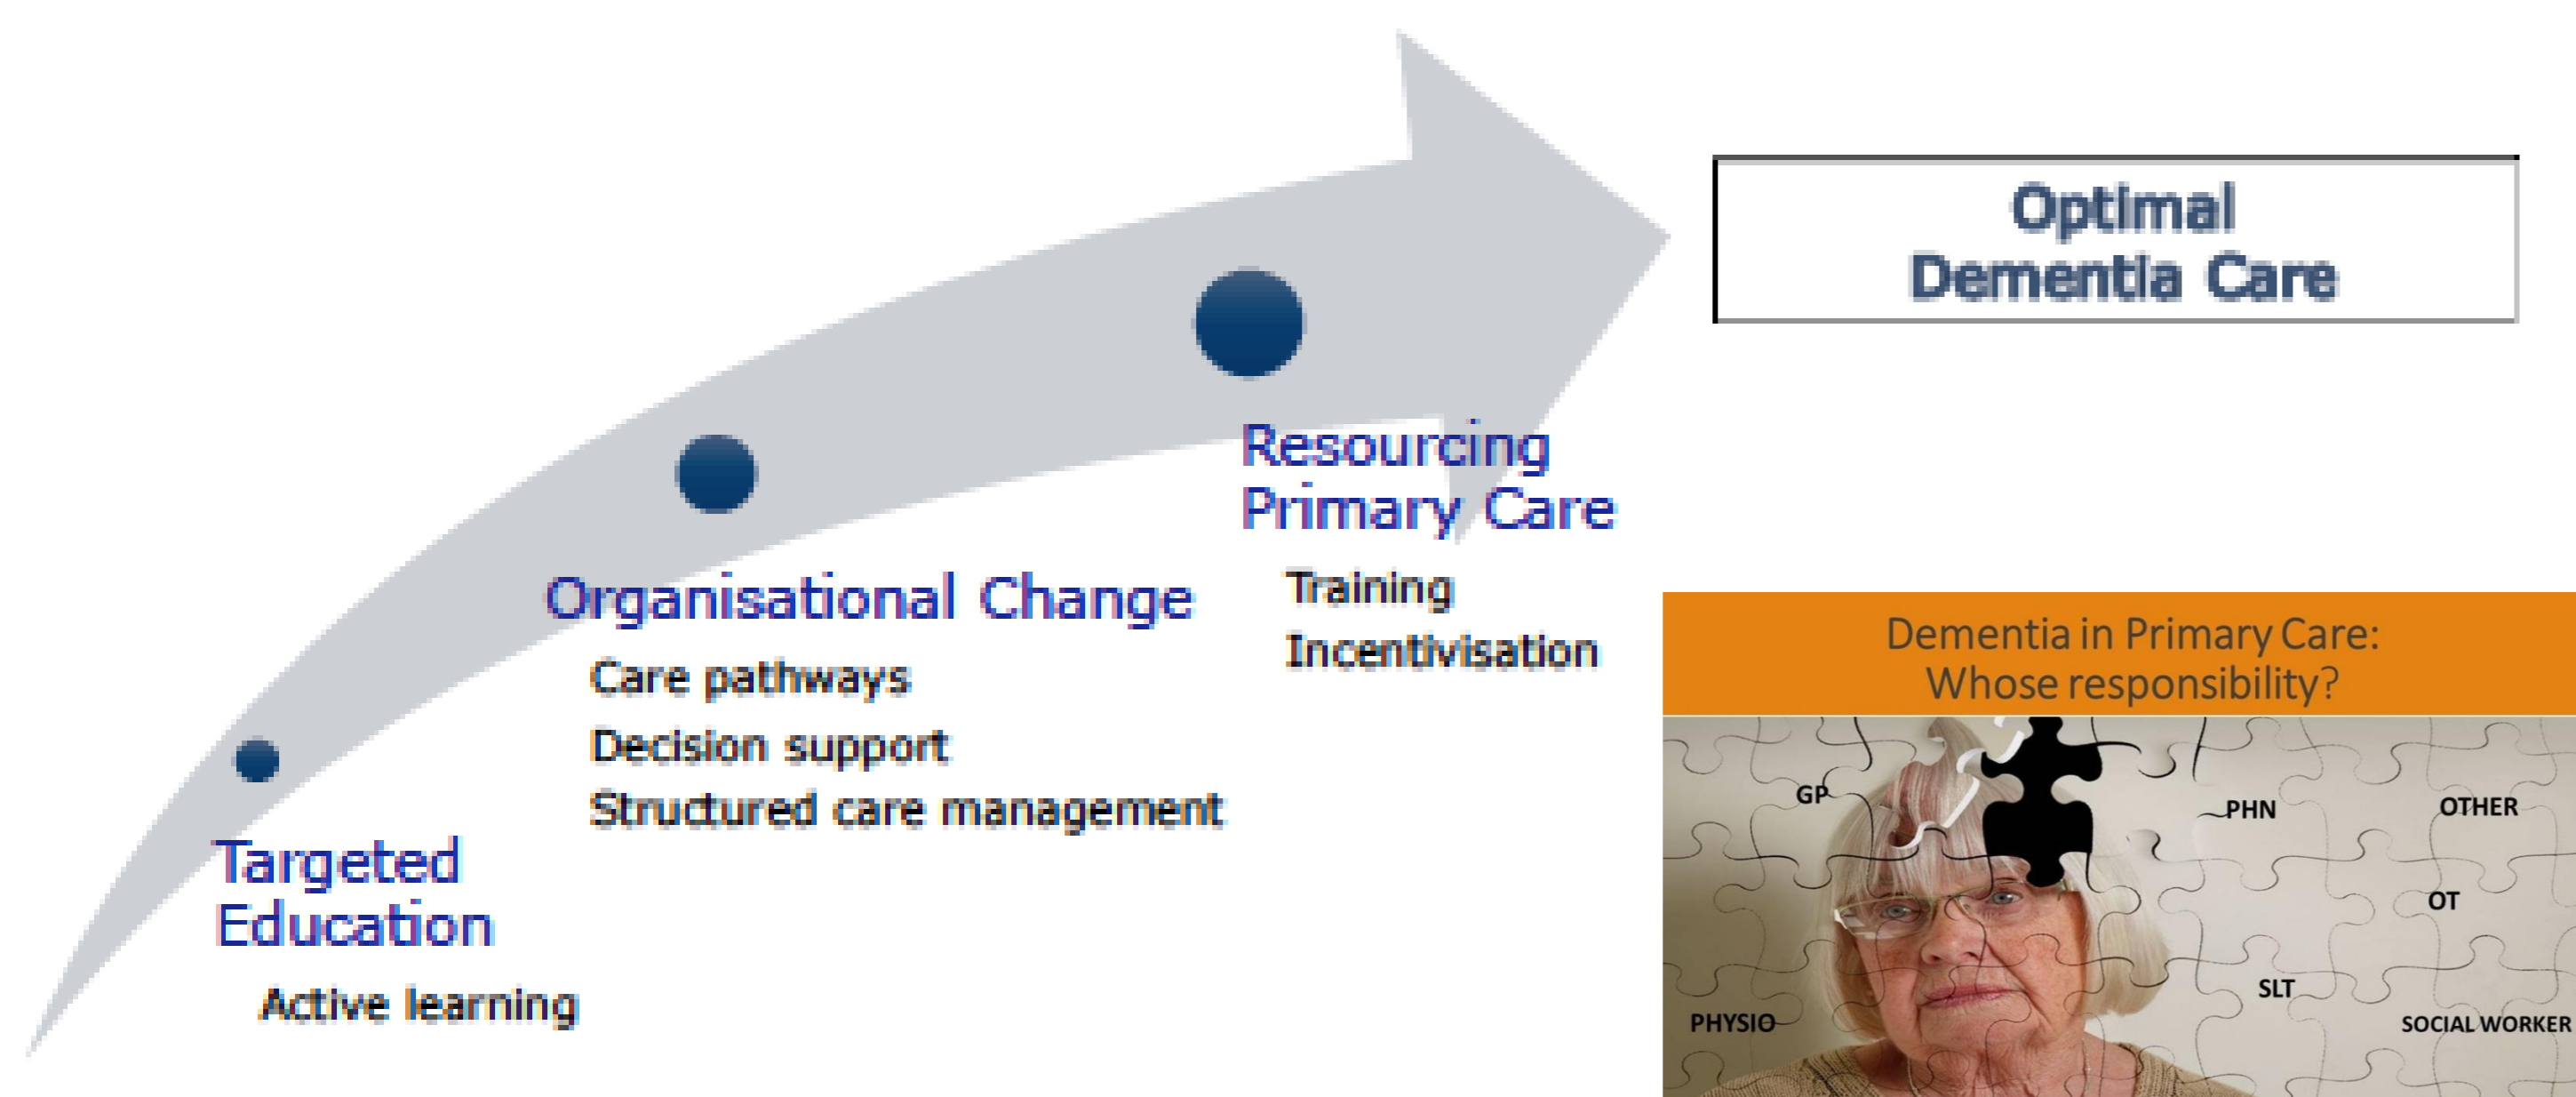 Optimal
Dementia Care
Resourcing
Primary Care
Training
Incentivisation
Organisational Change
Care pathways
Decision support
Structured care management
Targeted
Education
Active learning
Dementia in Primary Care:
Whose responsibility?
GP
PHN
OTHER
OT
SLT
PHYSIO
SOCIAL WORKER